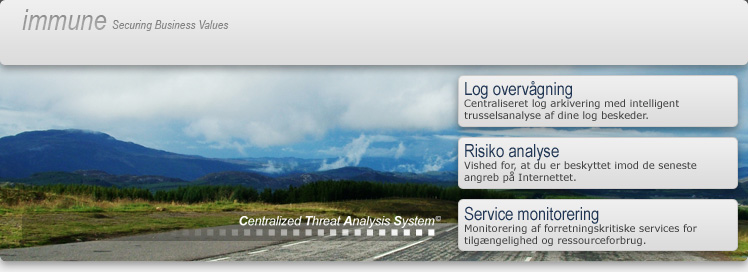 immune Securing Business Values
Log overvågning
Centraliseret log arkivering med intelligent
trusselsanalyse af dine log beskeder.
Risiko analyse
Vished for, at du er beskyttet imod de seneste
angreb på Internettet.
Service monitorering
Monitorering af forretningskritiske services for
tilgængelighed og ressourceforbrug.
Centralized Threat Analysis System©